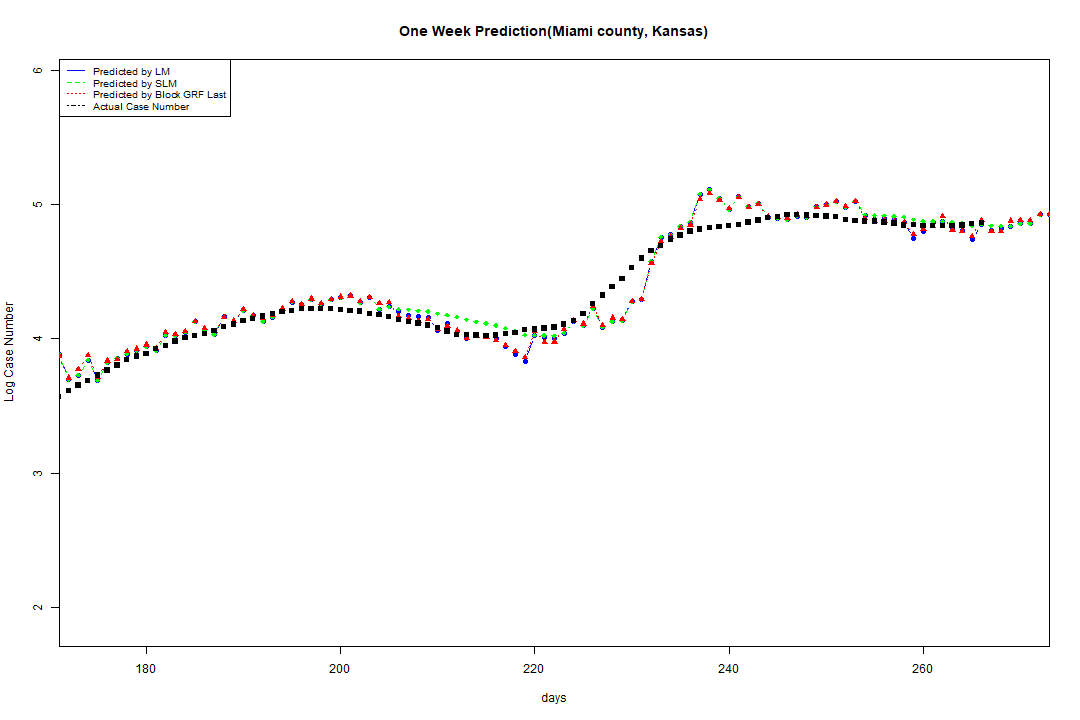 One Week Prediction(Miami county, Kansas)
Predicted by LM
Predicted by SLM
Predicted by Block GRF Last
Actual Case Number
6
5
4
3
2
Log Case Number
180 200 220 240 260
days